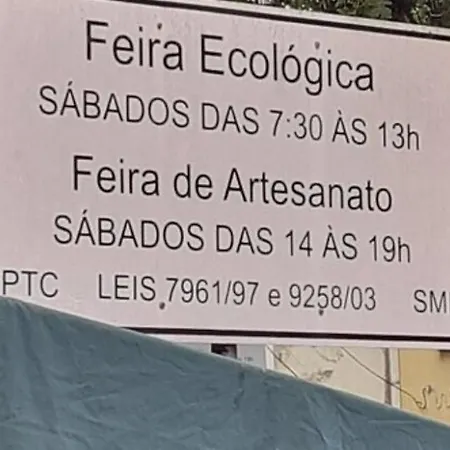 Feira Ecológica
SÁBADOS DAS 7:30 ÀS 13h
Feira de Artesanato
SÁBADOS DAS 14 ÀS 19h
PTC LEIS 7961/97 e 9258/03